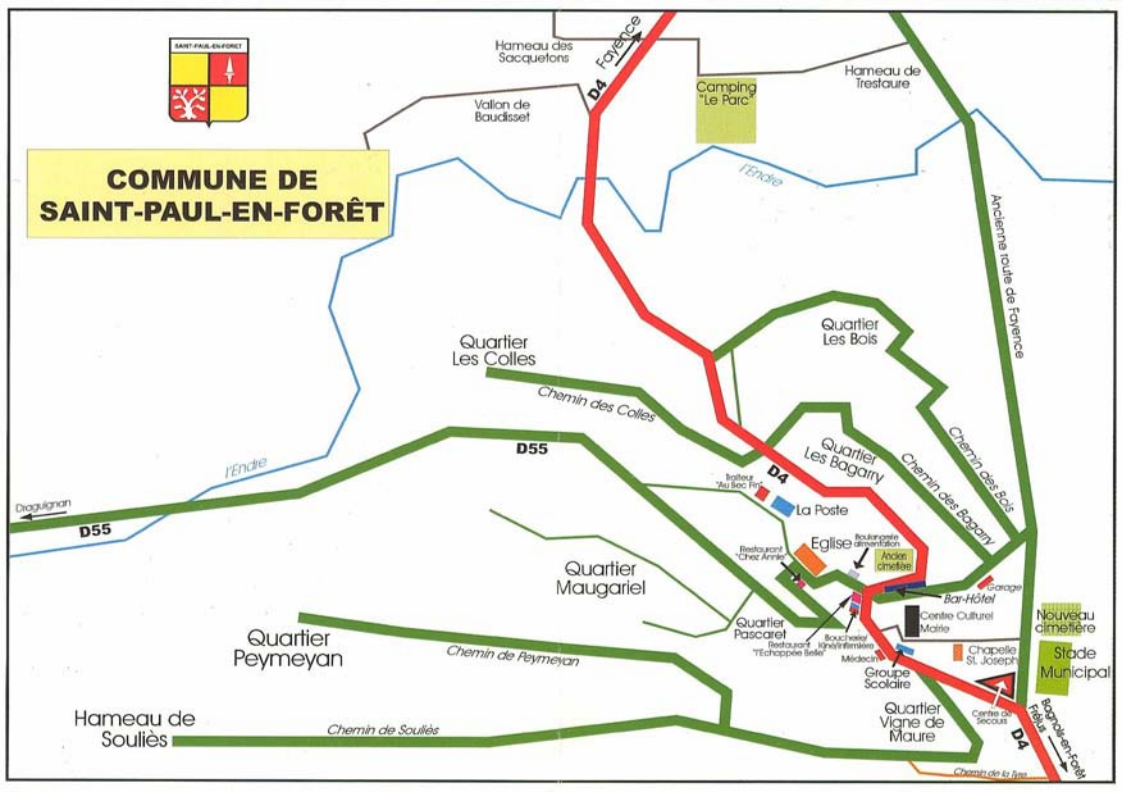 SAINT-PAUL-EN-FORET
COMMUNE DE
SAINT-PAUL-EN-FORÊT
Hameau des
Sacquetons
Fayence
D4
Vallon de
Baudisset
Camping
"Le Parc"
Hameau de
Trestaure
l'Endre
Ancienne route de Fayence
Quartier
Les Bois
Quartier
Les Colles
Chemin des Colles
D55
l'Endre
Draguignan
D55
Quartier
Les Bagarry
Chemin des Bagarry
Chemin des Bois
D4
Traiteur
"Au Bec Fin"
La Poste
Eglise
Boulangerie
alimentation
Ancien
cimetière
Restaurant
"Chez Annie"
Garage
Bar-Hôtel
Quartier
Maugariel
Quartier
Pascaret
Centre Culturel
Mairie
Nouveau
cimetière
Boucherie
kiné/infirmière
Restaurant
"l'Echappée Belle"
Médecin
Chapelle
St. Joseph
Stade
Municipal
Groupe
Scolaire
Quartier
Peymeyan
Chemin de Peymeyan
Centre de
Secours
Quartier
Vigne de
Maure
Hameau de
Souliès
Chemin de Souliès
D4
Fréjus
Bagnols-en-Forêt
Chemin de la